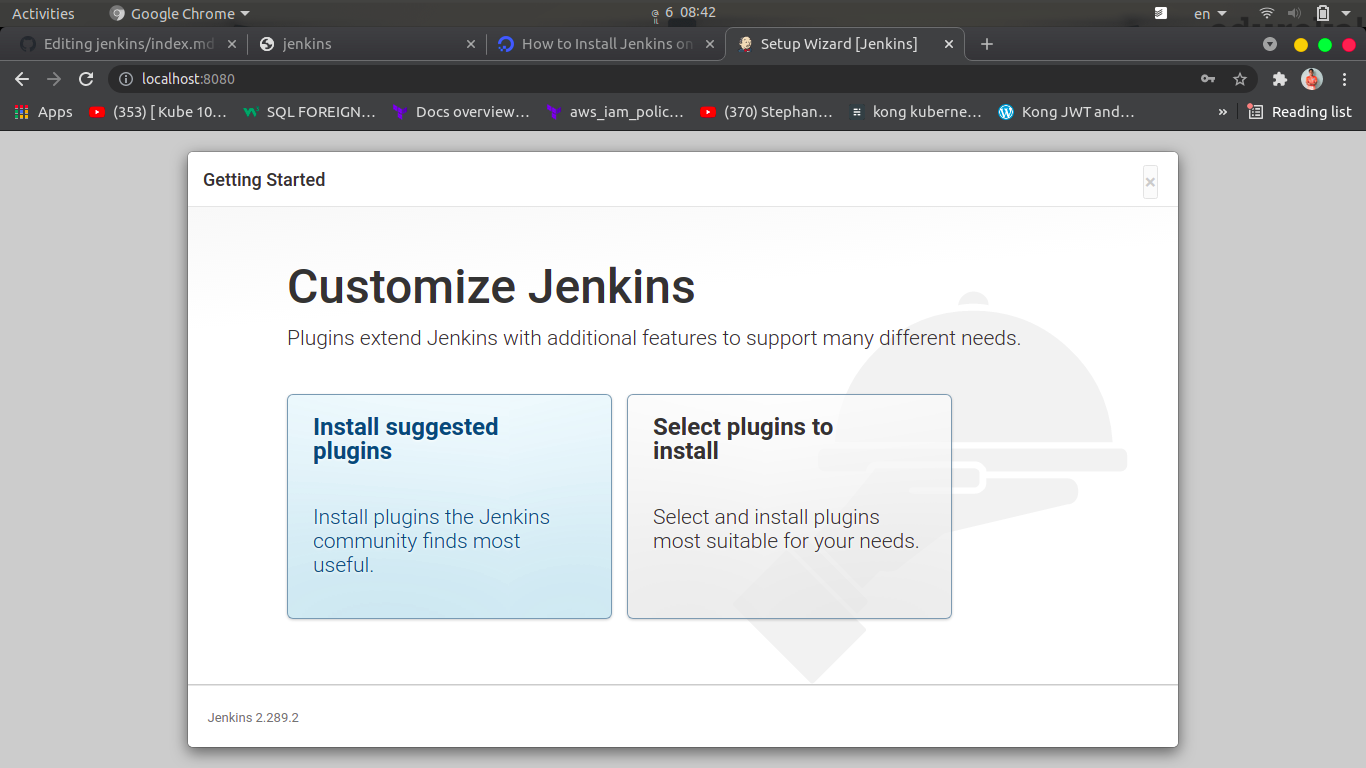 Activities Google Chrome 6 08:42 en
Editing jenkins/index.md jenkins How to Install Jenkins on Setup Wizard [Jenkins]
localhost:8080
Apps (353) [ Kube 10… SQL FOREIGN… Docs overview… aws_iam_polic… (370) Stephan… kong kuberne… Kong JWT and… » Reading list
Getting Started
×
Customize Jenkins
Plugins extend Jenkins with additional features to support many different needs.
Install suggested
plugins
Install plugins the Jenkins
community finds most
useful.
Select plugins to
install
Select and install plugins
most suitable for your needs.
Jenkins 2.289.2